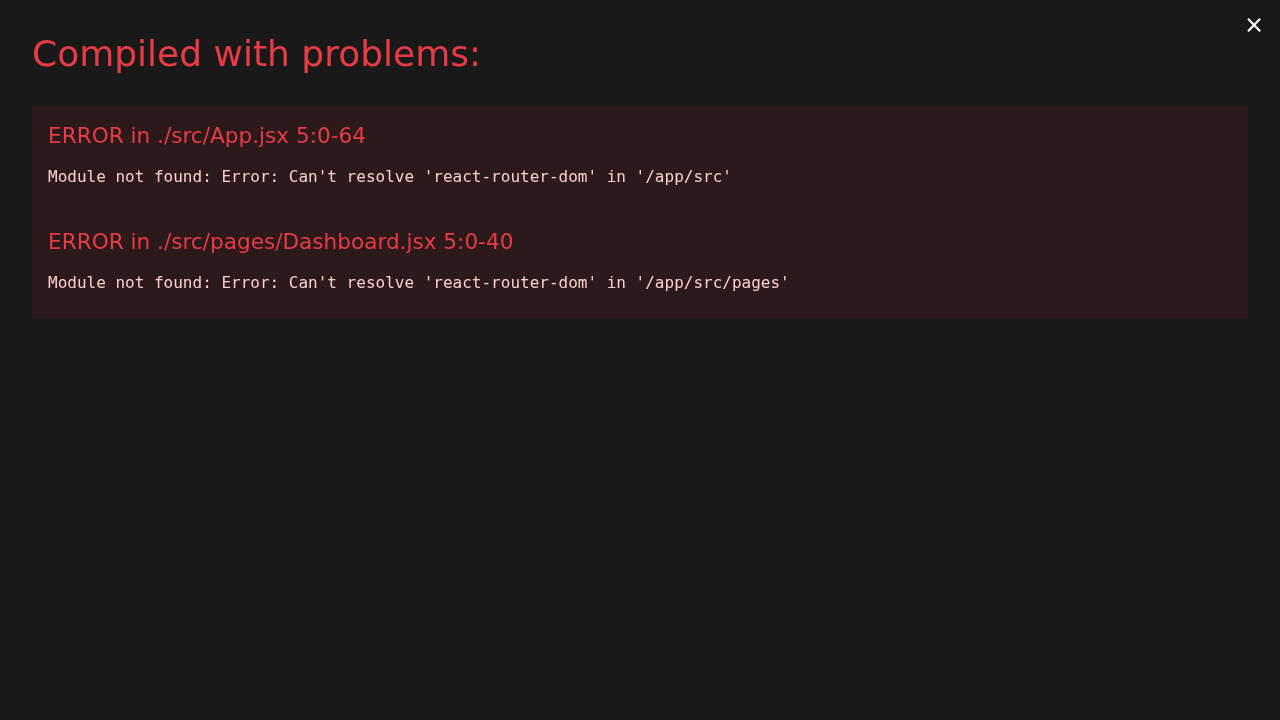 ×
Compiled with problems:
ERROR in ./src/App.jsx 5:0-64
Module not found: Error: Can't resolve 'react-router-dom' in '/app/src'
ERROR in ./src/pages/Dashboard.jsx 5:0-40
Module not found: Error: Can't resolve 'react-router-dom' in '/app/src/pages'